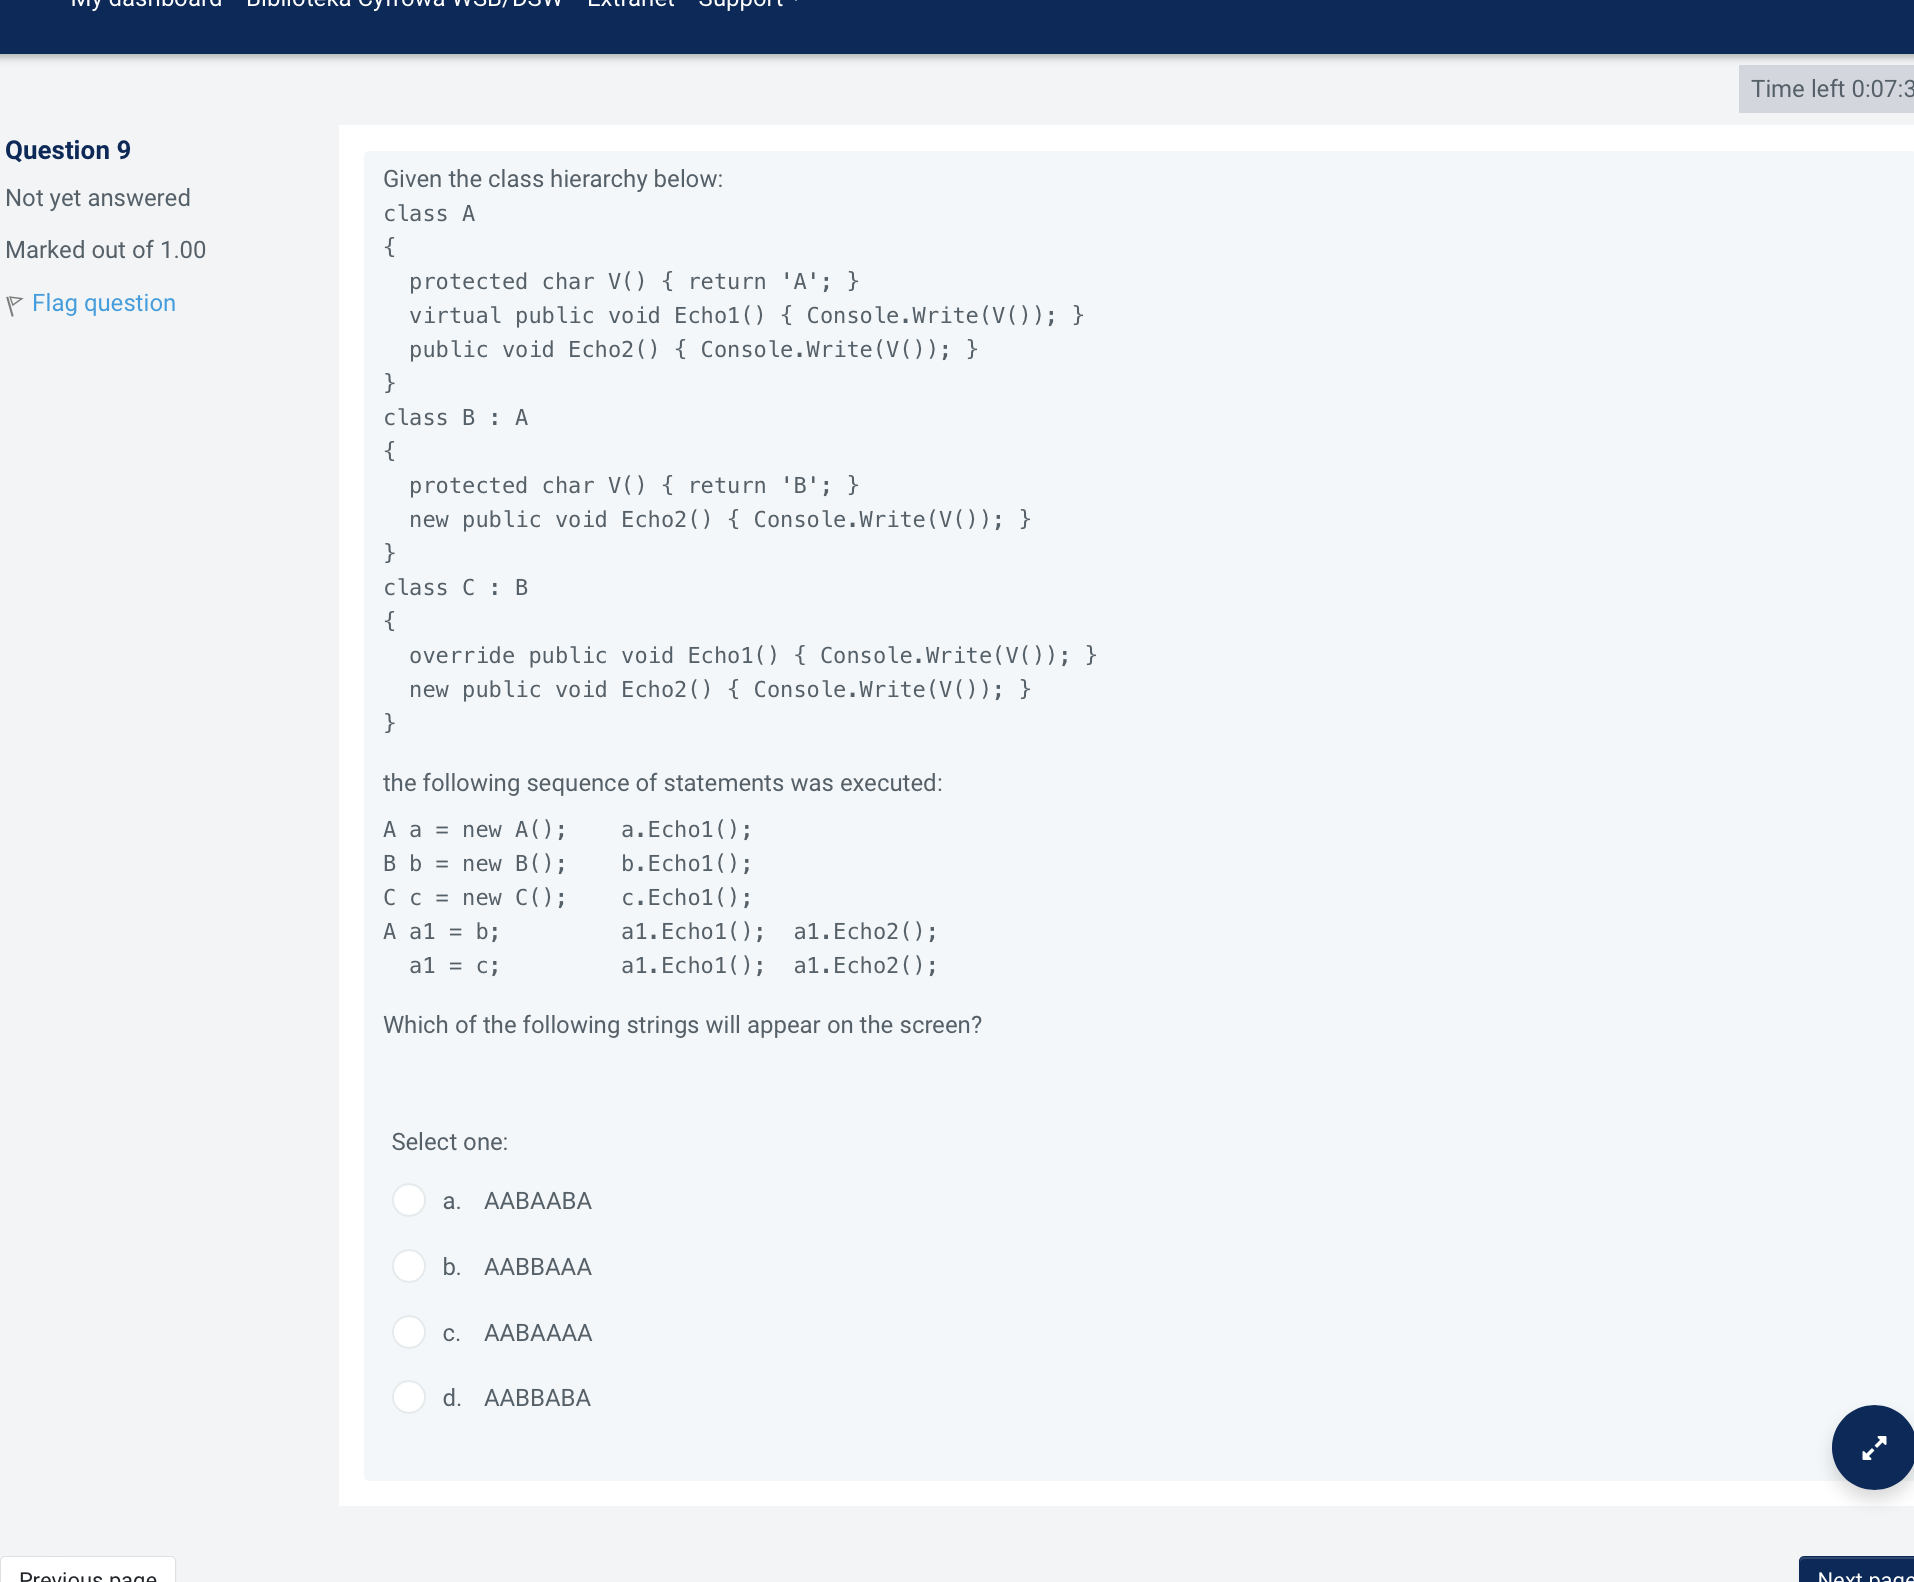 My dashboard Biblioteka Cyfrowa WSB/DSW Extranet Support
Time left 0:07:3
Question 9
Not yet answered
Marked out of 1.00
Flag question
Given the class hierarchy below:
class A
{
  protected char V() { return 'A'; }
  virtual public void Echo1() { Console.Write(V()); }
  public void Echo2() { Console.Write(V()); }
}
class B : A
{
  protected char V() { return 'B'; }
  new public void Echo2() { Console.Write(V()); }
}
class C : B
{
  override public void Echo1() { Console.Write(V()); }
  new public void Echo2() { Console.Write(V()); }
}
the following sequence of statements was executed:
A a = new A();    a.Echo1();
B b = new B();    b.Echo1();
C c = new C();    c.Echo1();
A a1 = b;         a1.Echo1();  a1.Echo2();
  a1 = c;         a1.Echo1();  a1.Echo2();
Which of the following strings will appear on the screen?
Select one:
a. AABAABA
b. AABBAAA
c. AABAAAA
d. AABBABA
Previous page
Next page